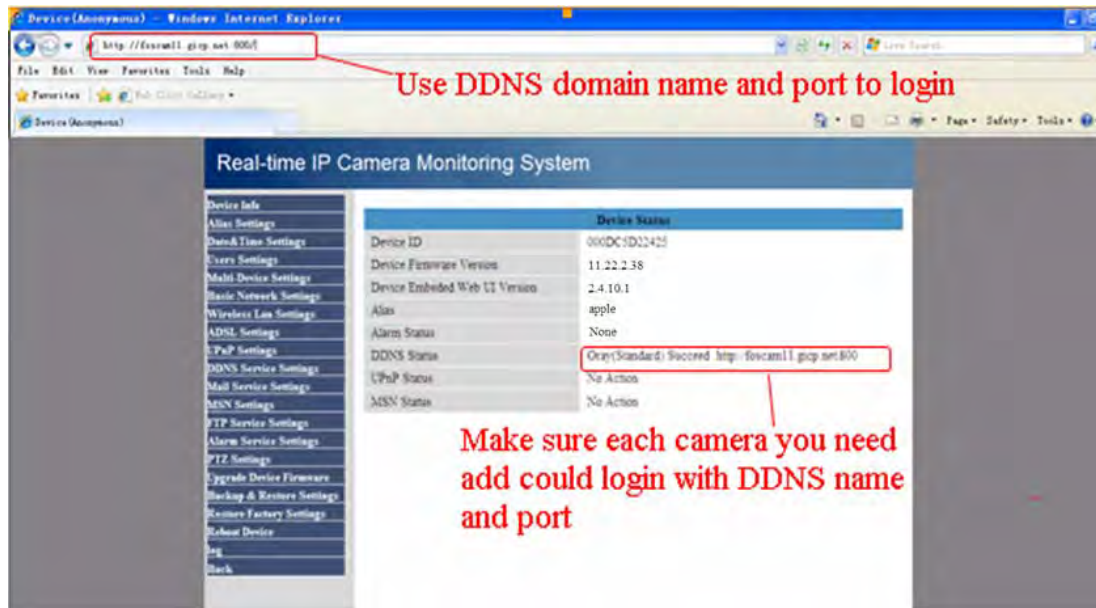 Device(Anonymous) - Windows Internet Explorer
http://foscam11.gicp.net:800/
Live Search
File Edit View Favorites Tools Help
Use DDNS domain name and port to login
Favorites
Device(Anonymous)
Page Safety Tools
Real-time IP Camera Monitoring System
Device Info
Alias Settings
Date&Time Settings
Users Settings
Multi-Device Settings
Basic Network Settings
Wireless Lan Settings
ADSL Settings
UPnP Settings
DDNS Service Settings
Mail Service Settings
MSN Settings
FTP Service Settings
Alarm Service Settings
PTZ Settings
Upgrade Device Firmware
Backup & Restore Settings
Restore Factory Settings
Reboot Device
log
Back
Device Status
Device ID 000DC5D22425
Device Firmware Version 11.22.2.38
Device Embeded Web UI Version 2.4.10.1
Alias apple
Alarm Status None
DDNS Status Oray(Standard) Succeed http://foscam11.gicp.net:800
UPnP Status No Action
MSN Status No Action
Make sure each camera you need
add could login with DDNS name
and port